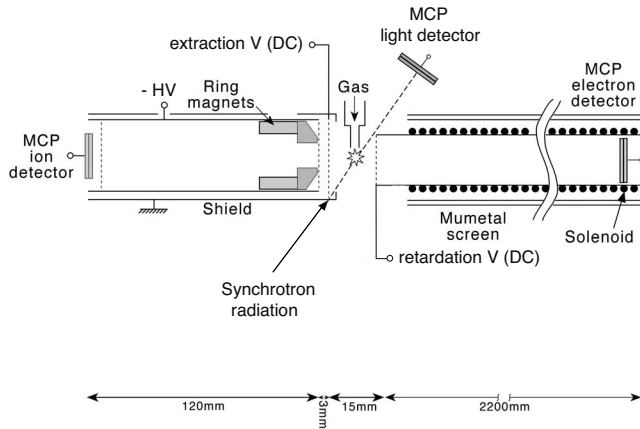 MCP
light detector
extraction V (DC)
- HV
Ring
magnets
Gas
MCP
electron
detector
MCP
ion
detector
Shield
Mumetal
screen
Solenoid
retardation V (DC)
Synchrotron
radiation
120mm
3mm
15mm
2200mm